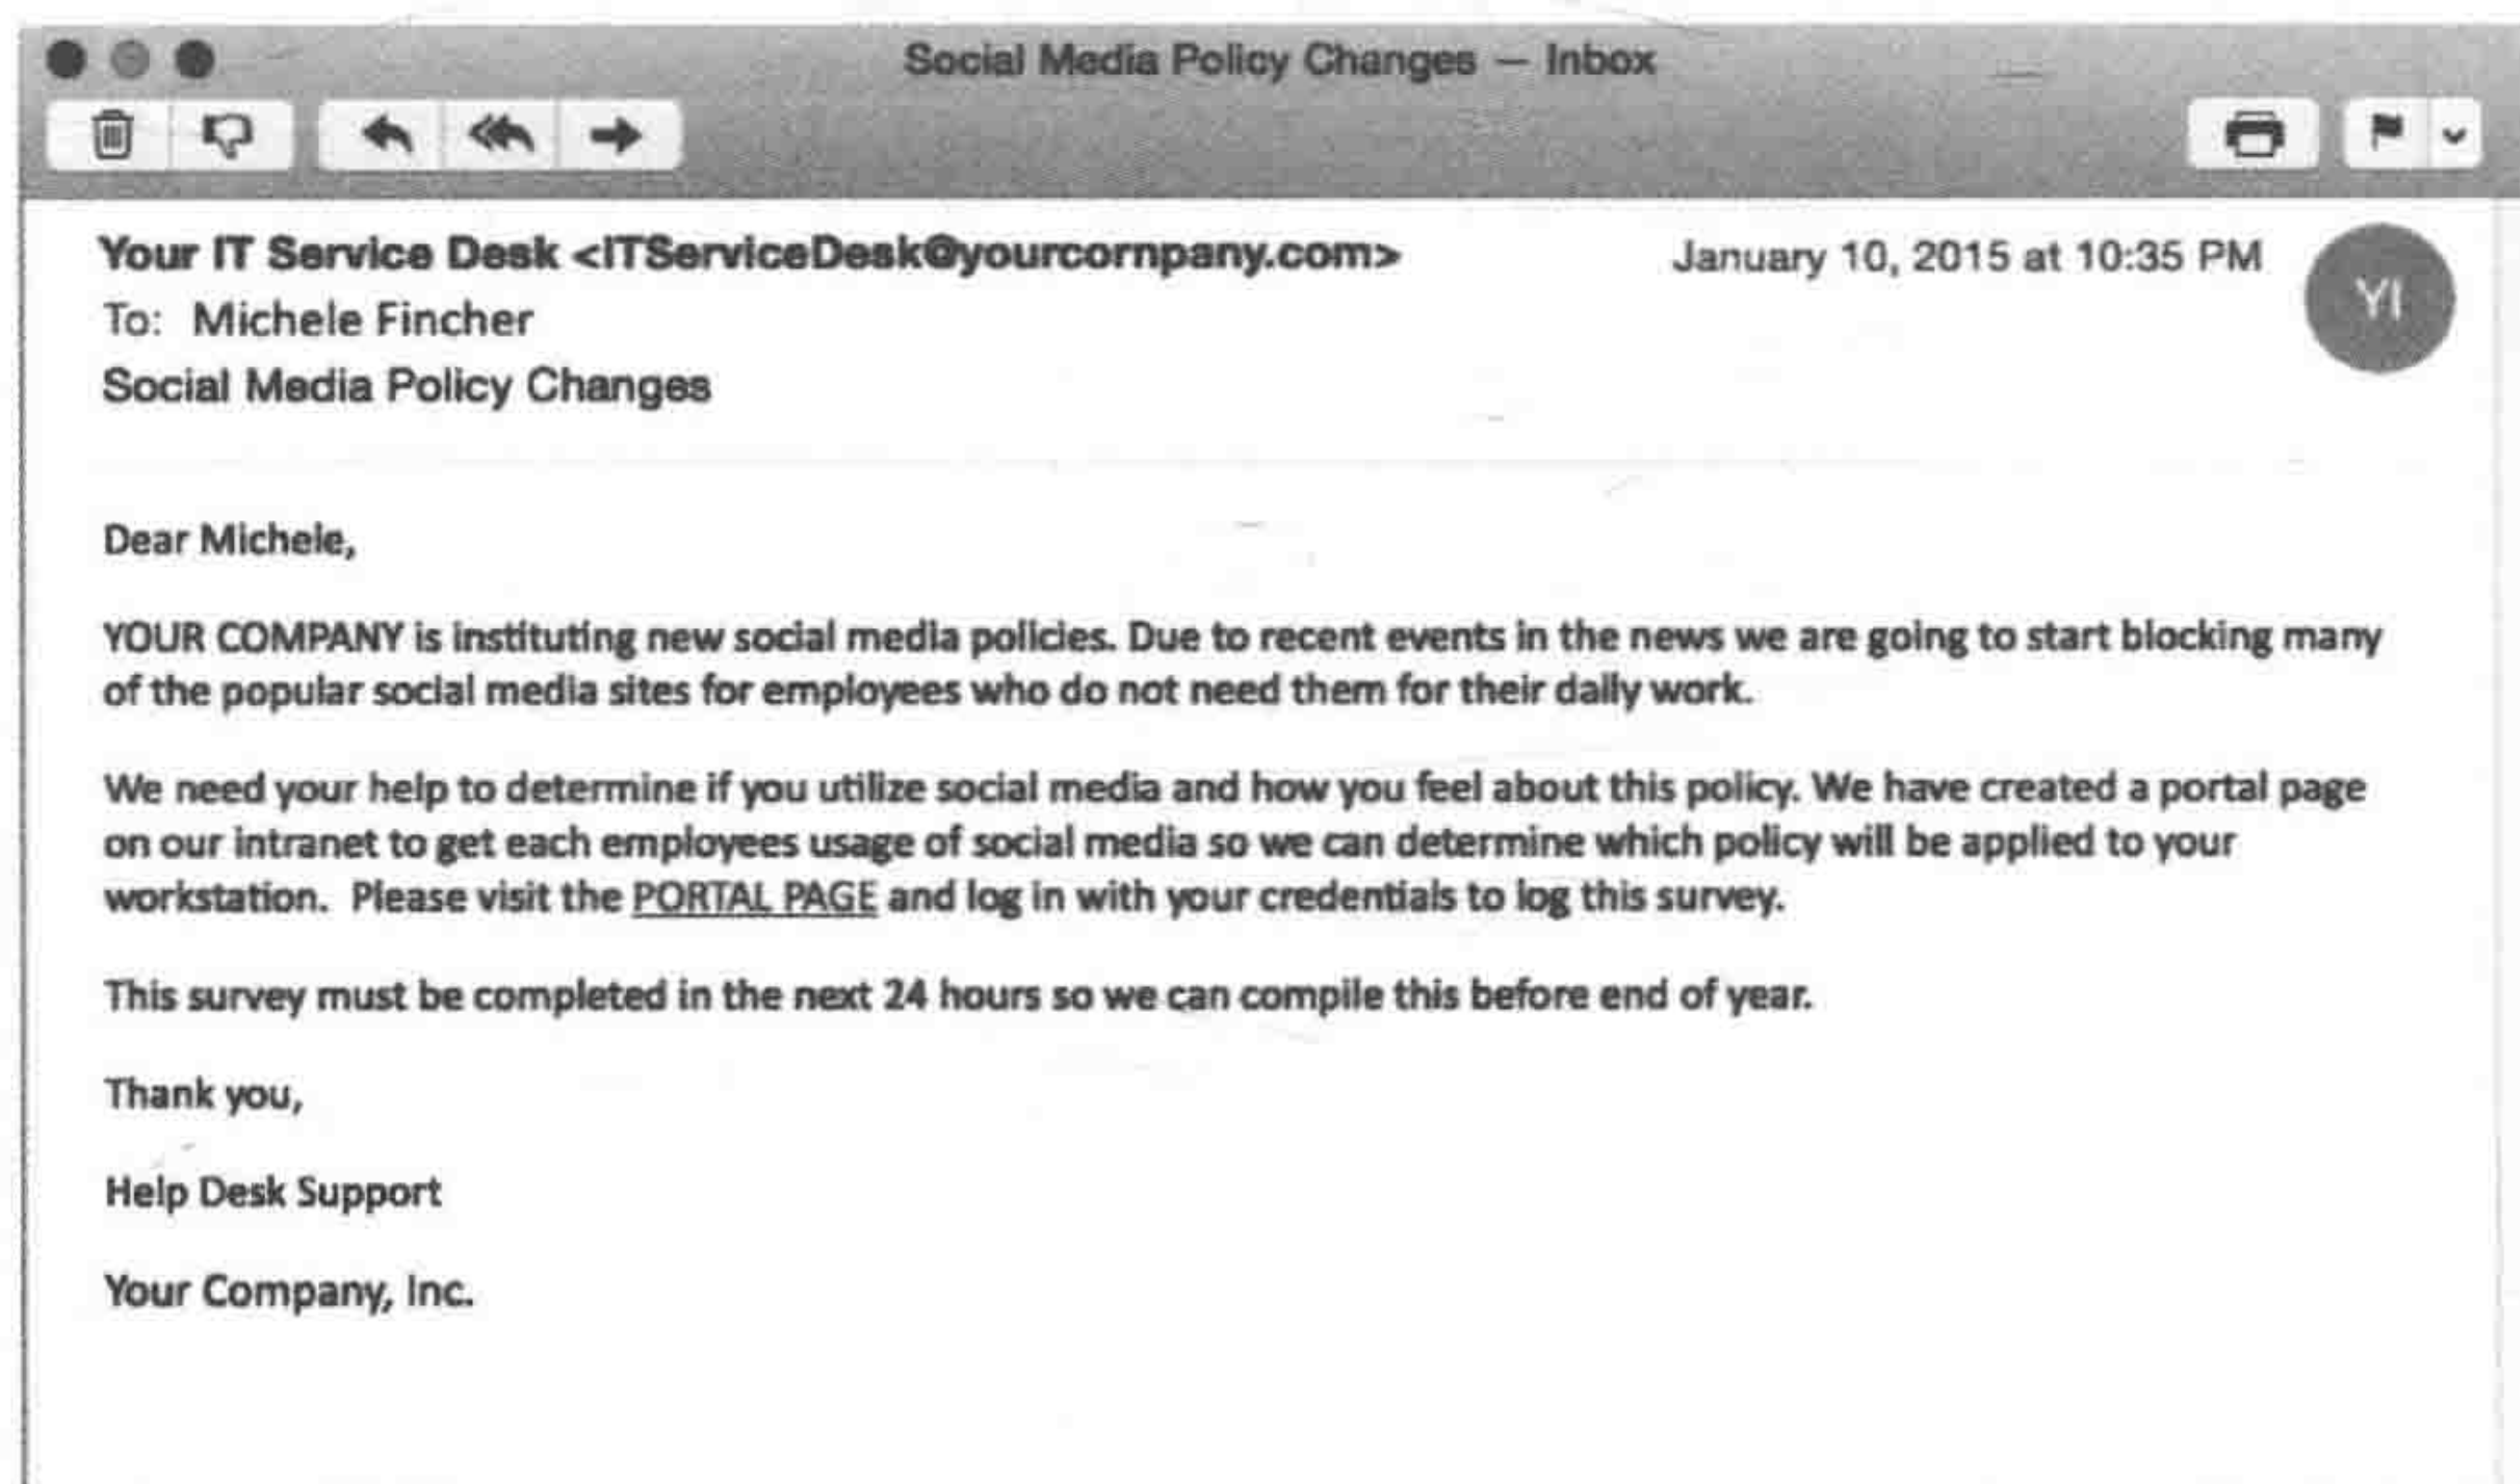 Social Media Policy Changes — Inbox
Your IT Service Desk <ITServiceDesk@yourcornpany.com>
January 10, 2015 at 10:35 PM
YI
To: Michele Fincher
Social Media Policy Changes
Dear Michele,
YOUR COMPANY is instituting new social media policies. Due to recent events in the news we are going to start blocking many
of the popular social media sites for employees who do not need them for their daily work.
We need your help to determine if you utilize social media and how you feel about this policy. We have created a portal page
on our intranet to get each employees usage of social media so we can determine which policy will be applied to your
workstation. Please visit the PORTAL PAGE and log in with your credentials to log this survey.
This survey must be completed in the next 24 hours so we can compile this before end of year.
Thank you,
Help Desk Support
Your Company, Inc.